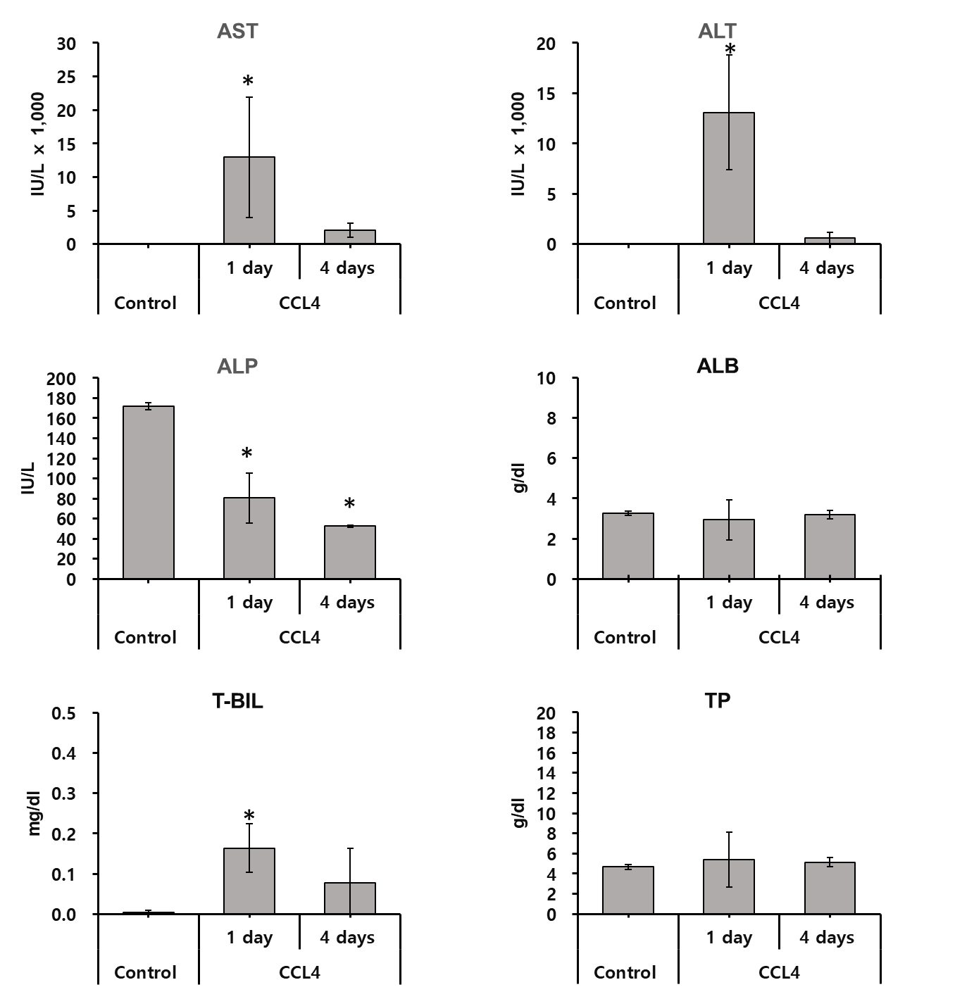 AST
30
25
20
15
10
5
0
IU/L x 1,000
*
1 day 4 days
Control CCL4
ALT
20
15
10
5
0
IU/L x 1,000
*
1 day 4 days
Control CCL4
ALP
200
180
160
140
120
100
80
60
40
20
0
IU/L
*
*
1 day 4 days
Control CCL4
ALB
10
8
6
4
2
0
g/dl
1 day 4 days
Control CCL4
T-BIL
0.5
0.4
0.3
0.2
0.1
0.0
mg/dl
*
1 day 4 days
Control CCL4
TP
20
18
16
14
12
10
8
6
4
2
0
g/dl
1 day 4 days
Control CCL4